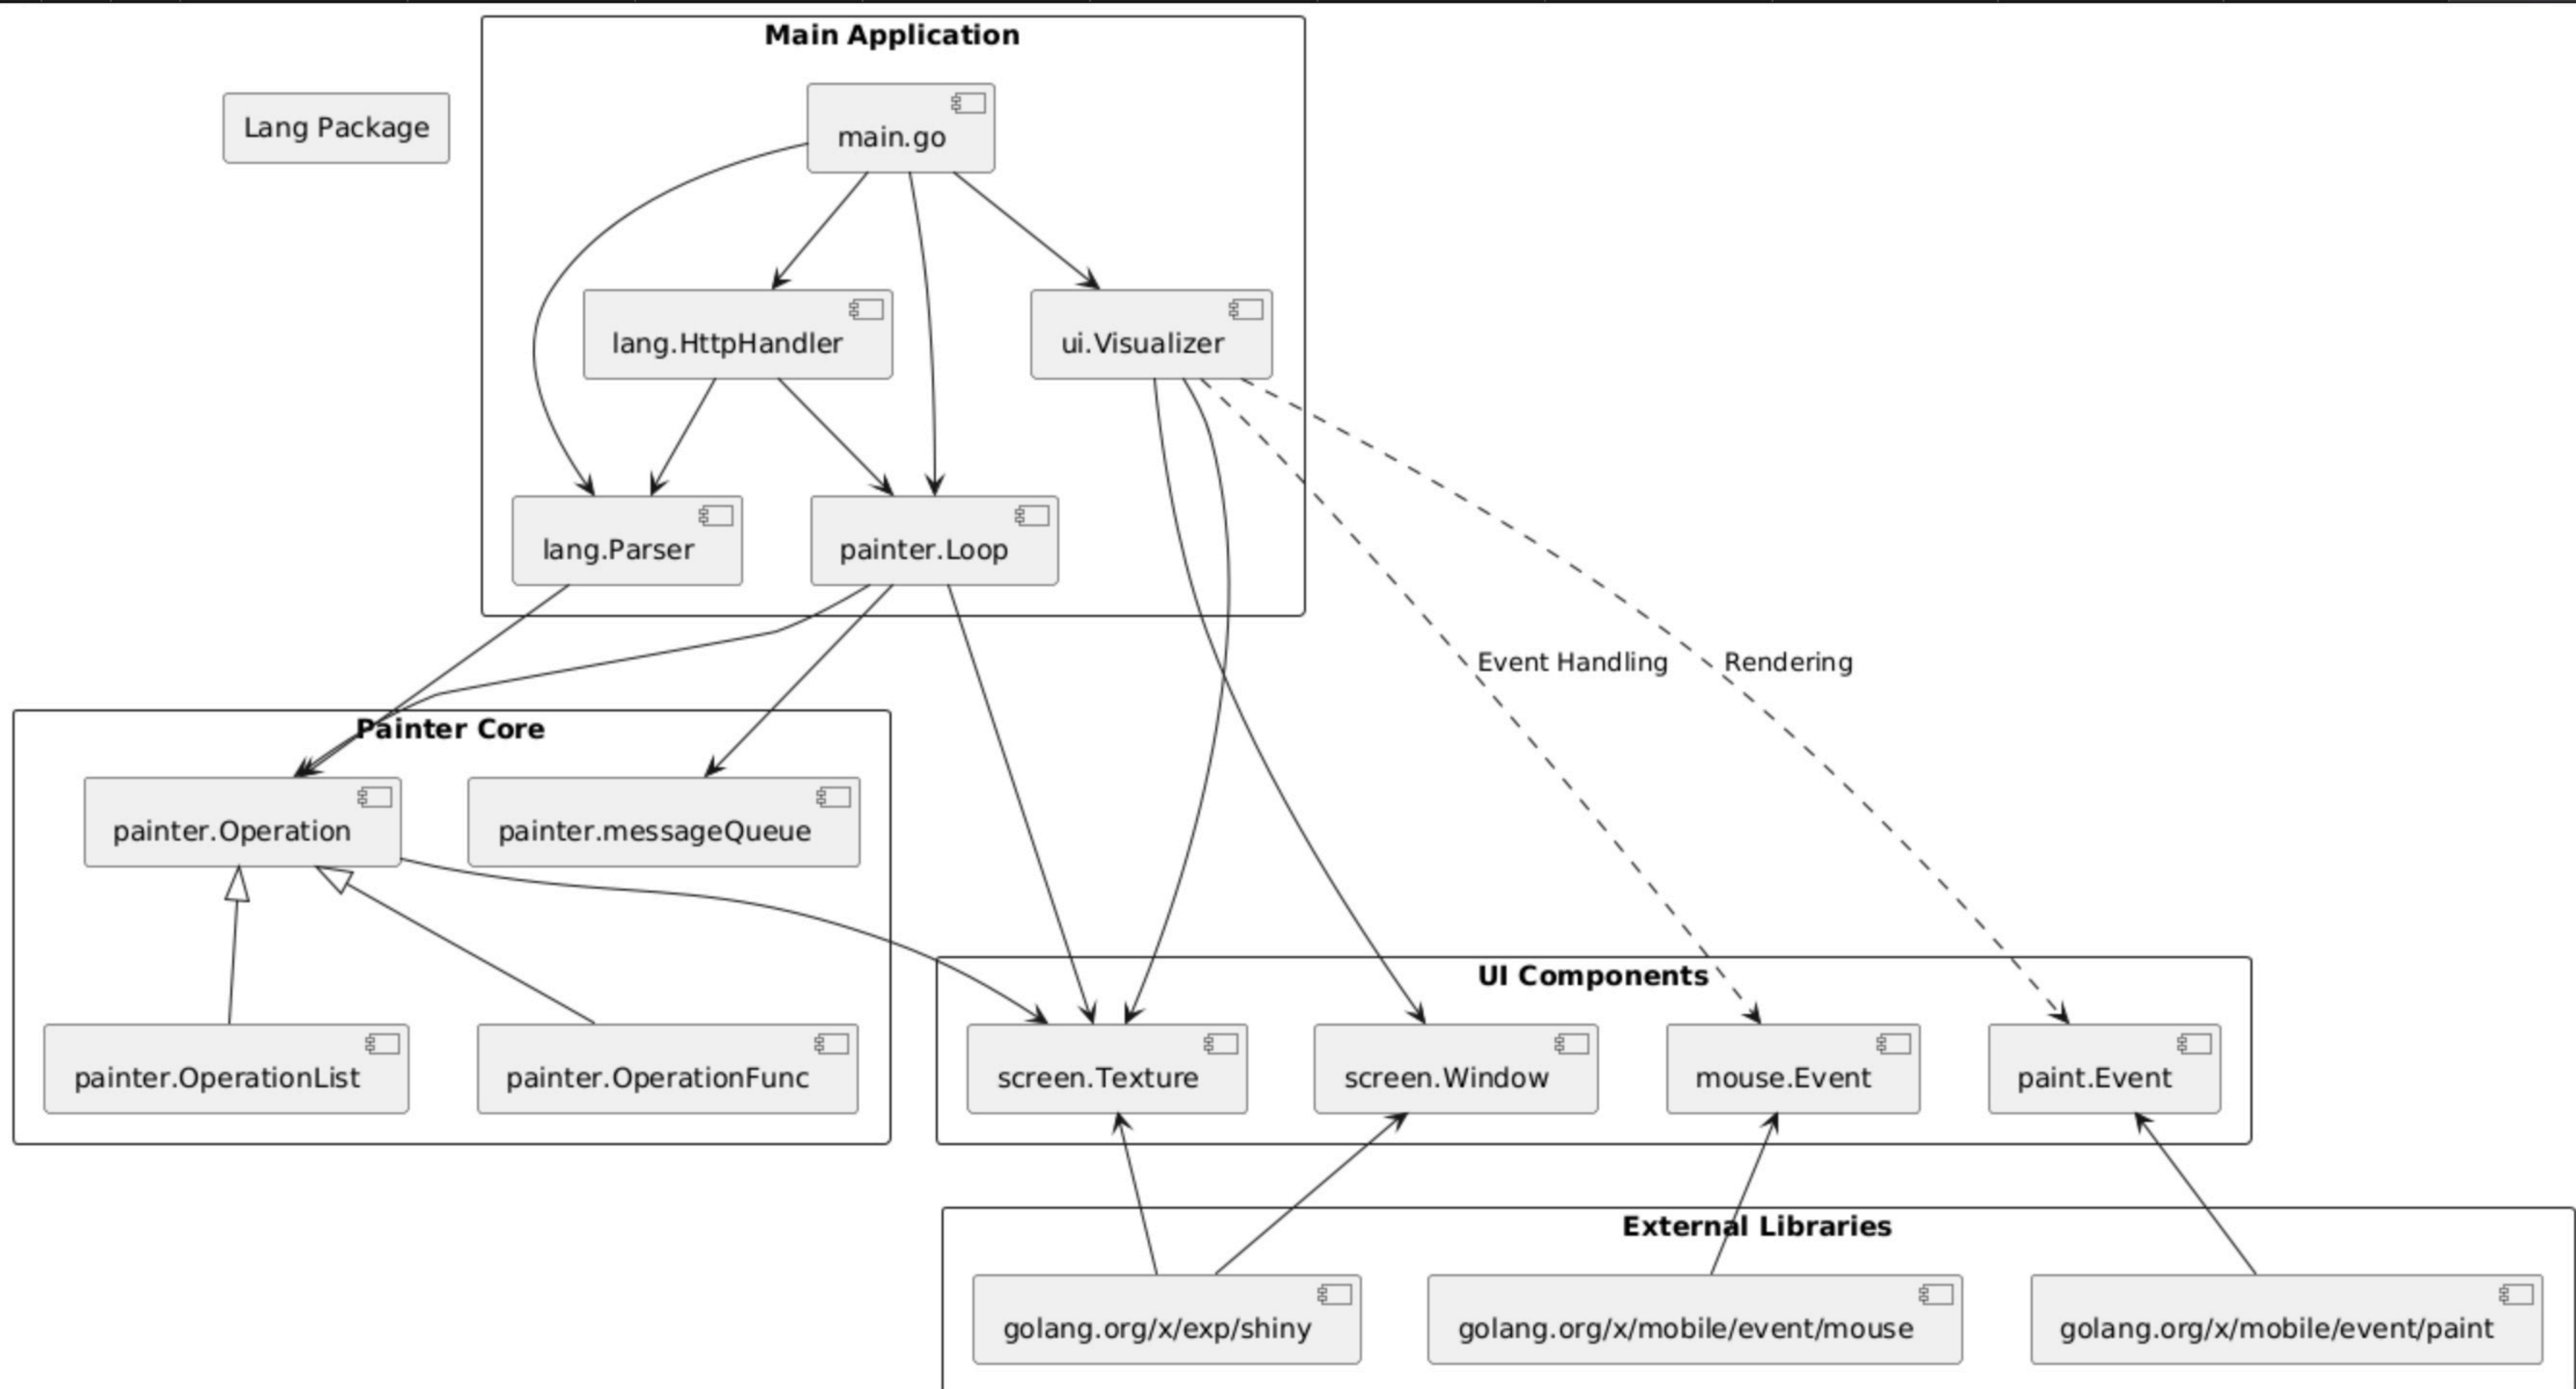 Main Application
Lang Package
main.go
lang.HttpHandler
ui.Visualizer
lang.Parser
painter.Loop
Event Handling
Rendering
Painter Core
painter.Operation
painter.messageQueue
UI Components
painter.OperationList
painter.OperationFunc
screen.Texture
screen.Window
mouse.Event
paint.Event
External Libraries
golang.org/x/exp/shiny
golang.org/x/mobile/event/mouse
golang.org/x/mobile/event/paint